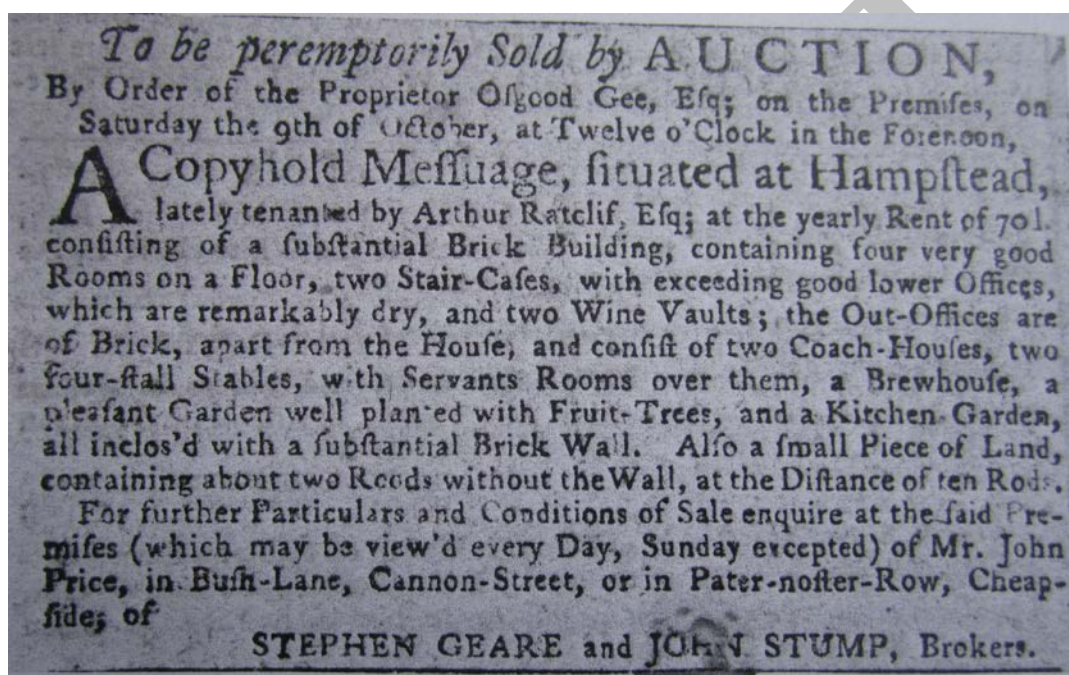 To be peremptorily Sold by AUCTION,
By Order of the Proprietor Oſgood Gee, Eſq; on the Premiſes, on
Saturday the 9th of October, at Twelve o'Clock in the Forenoon,
A Copyhold Meſſuage, ſituated at Hampſtead,
lately tenanted by Arthur Ratclif, Eſq; at the yearly Rent of 70 l.
conſiſting of a ſubſtantial Brick Building, containing four very good
Rooms on a Floor, two Stair-Caſes, with exceeding good lower Offices,
which are remarkably dry, and two Wine Vaults; the Out-Offices are
of Brick, apart from the Houſe, and conſiſt of two Coach-Houſes, two
four-ſtall Stables, with Servants Rooms over them, a Brewhouſe, a
pleaſant Garden well planted with Fruit-Trees, and a Kitchen-Garden,
all inclos'd with a ſubſtantial Brick Wall. Alſo a ſmall Piece of Land,
containing about two Roods without the Wall, at the Diſtance of ten Rods.
For further Particulars and Conditions of Sale enquire at the ſaid Pre-
miſes (which may be view'd every Day, Sunday excepted) of Mr. John
Price, in Buſh-Lane, Cannon-Street, or in Pater-noſter-Row, Cheap-
ſide; of
STEPHEN GEARE and JOHN STUMP, Brokers.